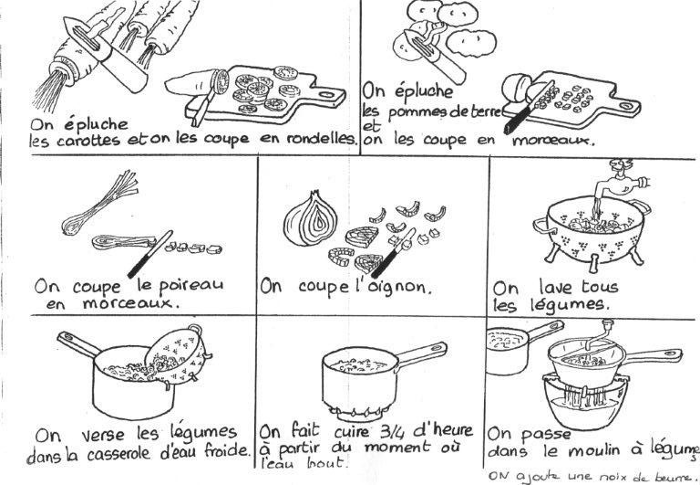 On épluche
les carottes et on les coupe en rondelles.
On épluche
les pommes de terre
et
on les coupe en morceaux.
On coupe le poireau
en morceaux.
On coupe l'oignon.
On lave tous
les légumes.
On verse les légumes
dans la casserole d'eau froide.
On fait cuire 3/4 d'heure
à partir du moment où
l'eau bout.
On passe
dans le moulin à légumes
ON ajoute une noix de beurre.